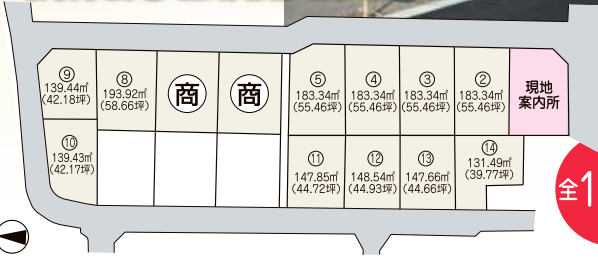 ⑨
139.44㎡
(42.18坪)
⑧
193.92㎡
(58.66坪)
商
商
⑤
183.34㎡
(55.46坪)
④
183.34㎡
(55.46坪)
③
183.34㎡
(55.46坪)
②
183.34㎡
(55.46坪)
現地
案内所
⑩
139.43㎡
(42.17坪)
⑪
147.85㎡
(44.72坪)
⑫
148.54㎡
(44.93坪)
⑬
147.66㎡
(44.66坪)
⑭
131.49㎡
(39.77坪)
全1